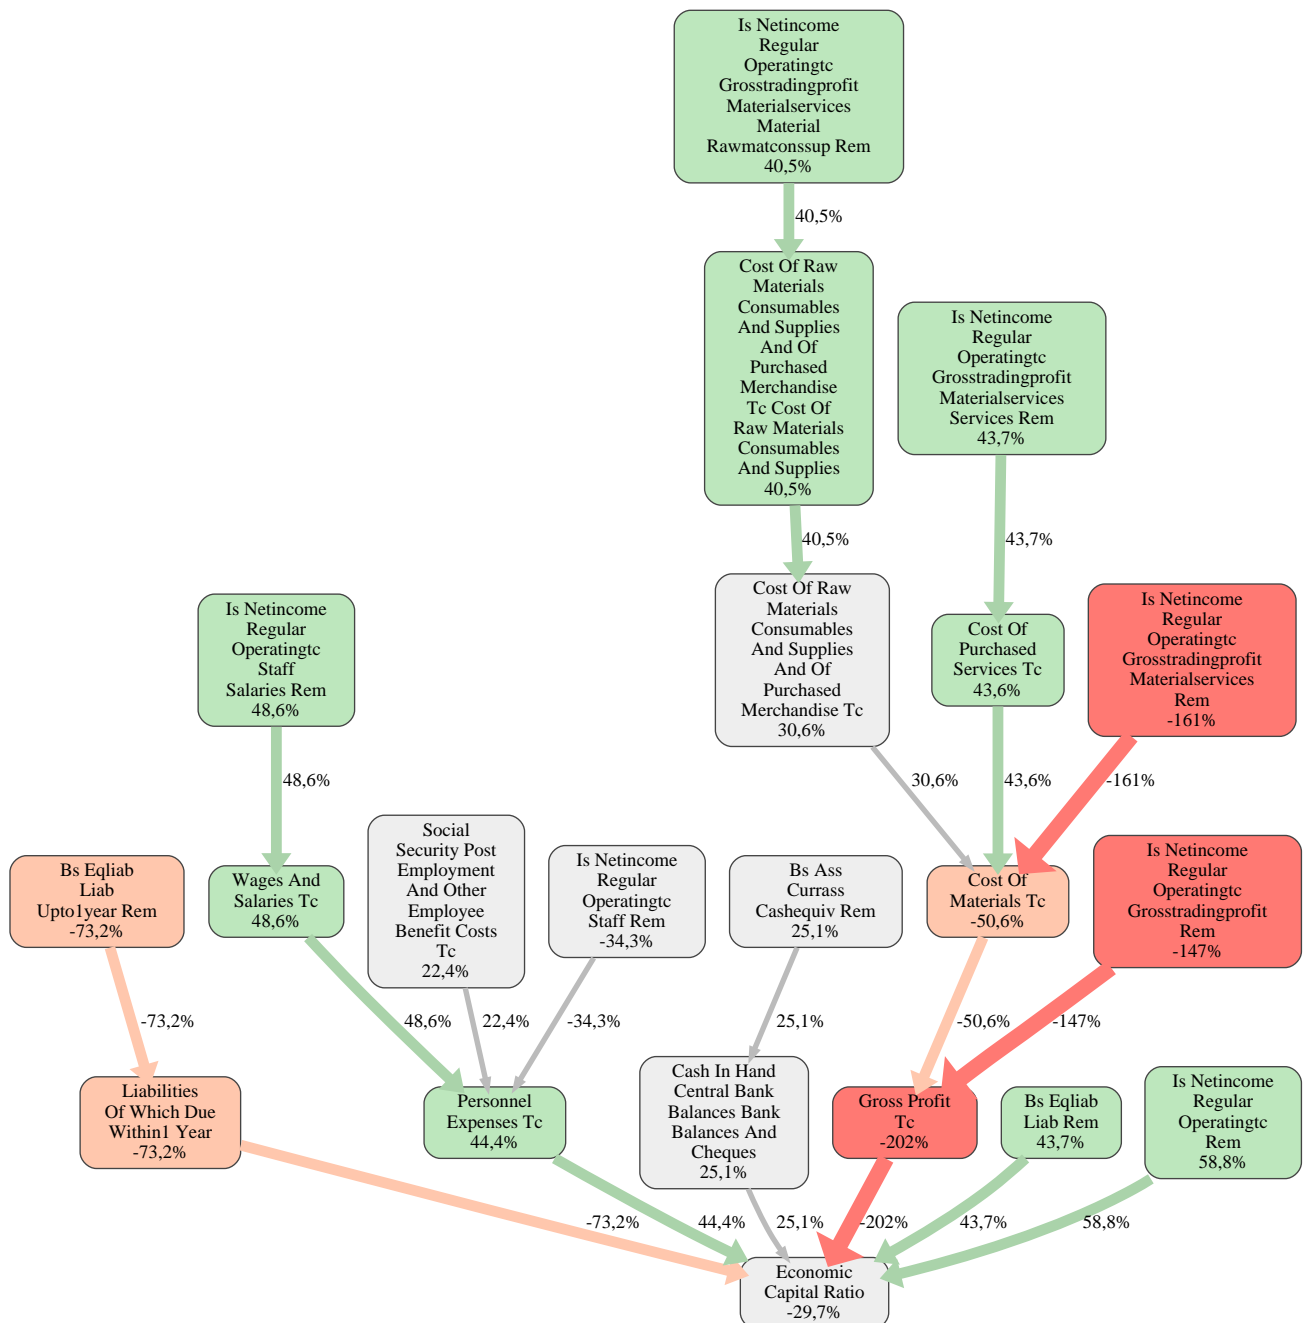 Is Netincome
Regular
Operatingtc
Grosstradingprofit
Materialservices
Material
Rawmatconssup Rem
40,5%
40,5%
Cost Of Raw
Materials
Consumables
And Supplies
And Of
Purchased
Merchandise
Tc Cost Of
Raw Materials
Consumables
And Supplies
40,5%
Is Netincome
Regular
Operatingtc
Grosstradingprofit
Materialservices
Services Rem
43,7%
40,5%
43,7%
Is Netincome
Regular
Operatingtc
Staff
Salaries Rem
48,6%
Cost Of Raw
Materials
Consumables
And Supplies
And Of
Purchased
Merchandise Tc
30,6%
Cost Of
Purchased
Services Tc
43,6%
Is Netincome
Regular
Operatingtc
Grosstradingprofit
Materialservices
Rem
-161%
48,6%
30,6%
43,6%
-161%
Bs Eqliab
Liab
Upto1year Rem
-73,2%
Wages And
Salaries Tc
48,6%
Social
Security Post
Employment
And Other
Employee
Benefit Costs
Tc
22,4%
Is Netincome
Regular
Operatingtc
Staff Rem
-34,3%
Bs Ass
Currass
Cashequiv Rem
25,1%
Cost Of
Materials Tc
-50,6%
Is Netincome
Regular
Operatingtc
Grosstradingprofit
Rem
-147%
-73,2%
48,6%
22,4%
-34,3%
25,1%
-50,6%
-147%
Liabilities
Of Which Due
Within1 Year
-73,2%
Personnel
Expenses Tc
44,4%
Cash In Hand
Central Bank
Balances Bank
Balances And
Cheques
25,1%
Gross Profit
Tc
-202%
Bs Eqliab
Liab Rem
43,7%
Is Netincome
Regular
Operatingtc
Rem
58,8%
-73,2%
44,4%
25,1%
-202%
43,7%
58,8%
Economic
Capital Ratio
-29,7%